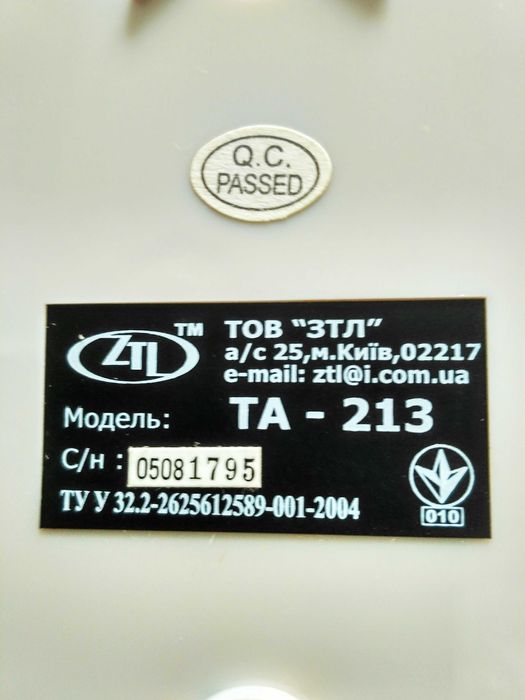 Q.C.
PASSED
ZTL TM
ТОВ "ЗТЛ"
а/с 25,м.Київ,02217
e-mail: ztl@i.com.ua
Модель: ТА - 213
С/н : 05081795
ТУ У 32.2-2625612589-001-2004
010